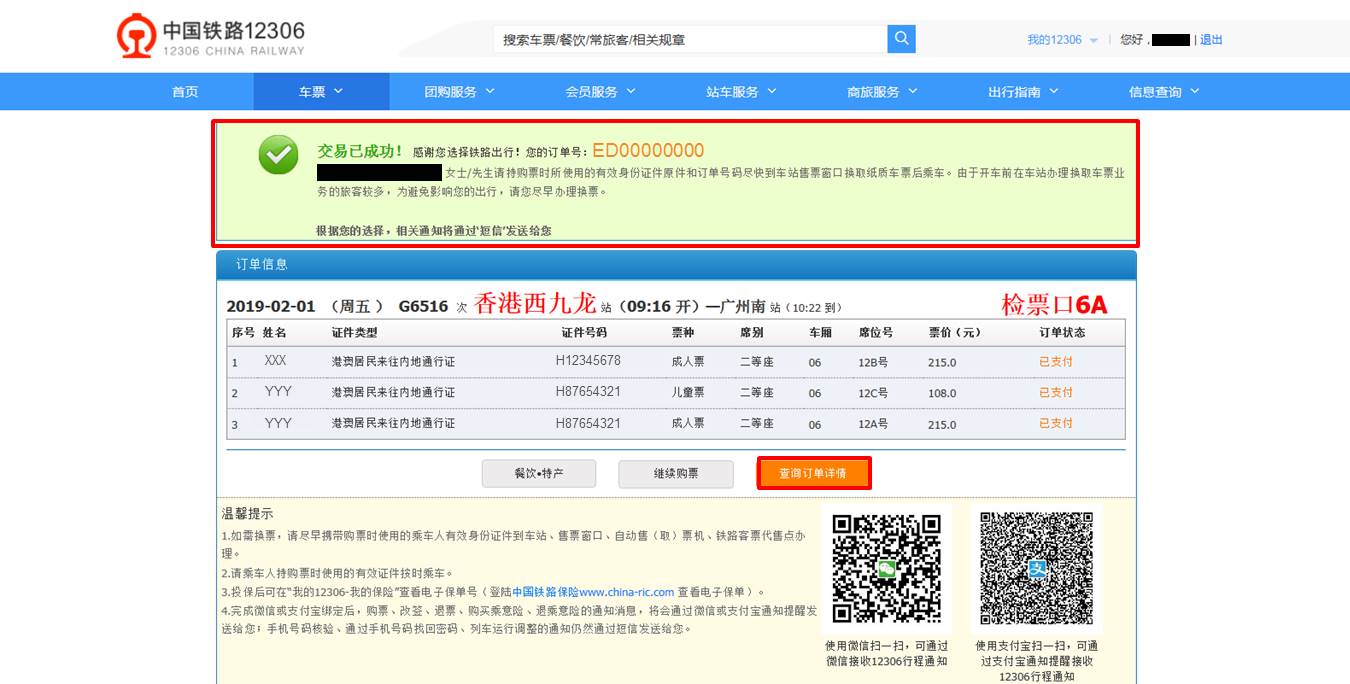 中国铁路12306
12306 CHINA RAILWAY
搜索车票/餐饮/常旅客/相关规章
我的12306 | 您好, | 退出
首页 车票 团购服务 会员服务 站车服务 商旅服务 出行指南 信息查询
交易已成功！ 感谢您选择铁路出行！您的订单号：ED00000000
女士/先生请持购票时所使用的有效身份证件原件和订单号码尽快到车站售票窗口换取纸质车票后乘车。由于开车前在车站办理换取车票业
务的旅客较多，为避免影响您的出行，请您尽早办理换票。
根据您的选择，相关通知将通过'短信'发送给您
订单信息
2019-02-01 （周五） G6516 次 香港西九龙 站（09:16 开）—广州南 站（10:22 到） 检票口6A
序号 姓名 证件类型 证件号码 票种 席别 车厢 席位号 票价（元） 订单状态
1 XXX 港澳居民来往内地通行证 H12345678 成人票 二等座 06 12B号 215.0 已支付
2 YYY 港澳居民来往内地通行证 H87654321 儿童票 二等座 06 12C号 108.0 已支付
3 YYY 港澳居民来往内地通行证 H87654321 成人票 二等座 06 12A号 215.0 已支付
餐饮•特产 继续购票 查询订单详情
温馨提示
1.如需换票，请尽早携带购票时使用的乘车人有效身份证件到车站、售票窗口、自动售（取）票机、铁路客票代售点办
理。
2.请乘车人持购票时使用的有效证件按时乘车。
3.投保后可在“我的12306-我的保险”查看电子保单号（登陆中国铁路保险www.china-ric.com 查看电子保单）。
4.完成微信或支付宝绑定后，购票、改签、退票、购买乘意险、退乘意险的通知消息，将会通过微信或支付宝通知提醒发
送给您；手机号码核验、通过手机号码找回密码、列车运行调整的通知仍然通过短信发送给您。
使用微信扫一扫，可通过
微信接收12306行程通知
使用支付宝扫一扫，可通
过支付宝通知提醒接收
12306行程通知